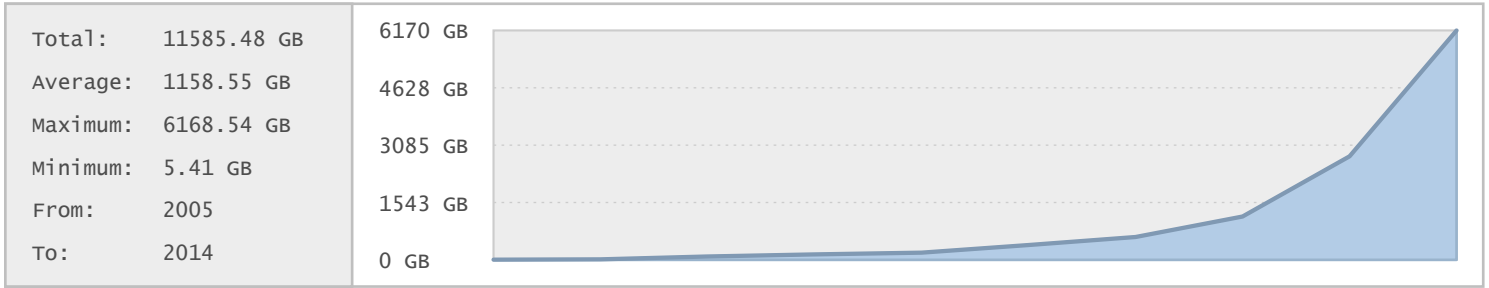 Total: 11585.48 GB
Average: 1158.55 GB
Maximum: 6168.54 GB
Minimum: 5.41 GB
From: 2005
To: 2014
6170 GB
4628 GB
3085 GB
1543 GB
0 GB